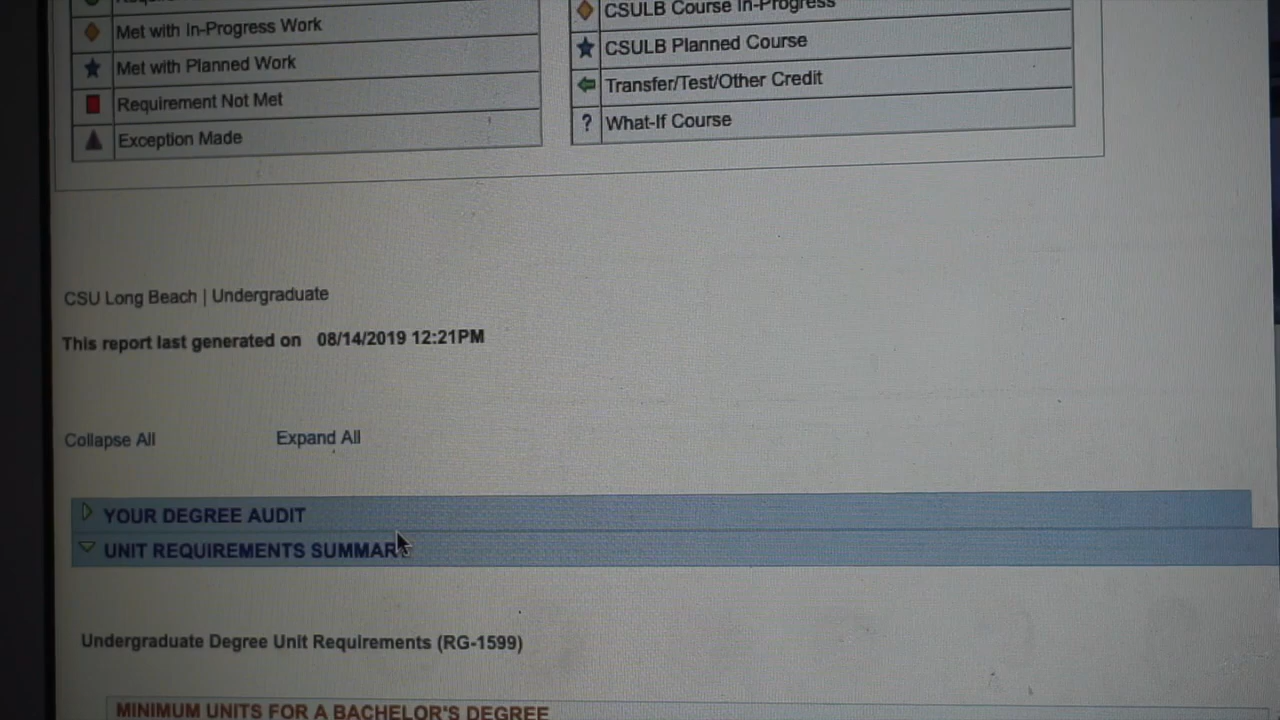 Met with In-Progress Work
Met with Planned Work
Requirement Not Met
Exception Made
CSULB Course In-Progress
CSULB Planned Course
Transfer/Test/Other Credit
? What-If Course
CSU Long Beach | Undergraduate
This report last generated on 08/14/2019 12:21PM
Collapse All Expand All
YOUR DEGREE AUDIT
UNIT REQUIREMENTS SUMMARY
Undergraduate Degree Unit Requirements (RG-1599)
MINIMUM UNITS FOR A BACHELOR'S DEGREE